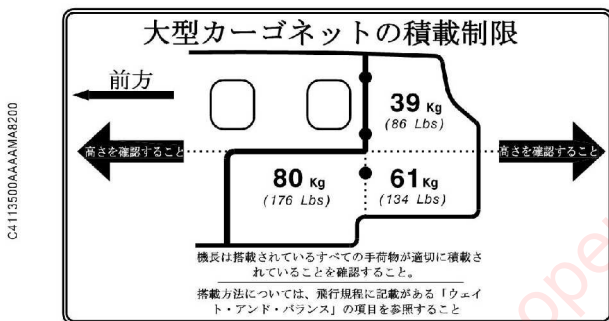 大型カーゴネットの積載制限
前方
39 Kg
(86 Lbs)
高さを確認すること
高さを確認すること
80 Kg
(176 Lbs)
61 Kg
(134 Lbs)
機長は搭載されているすべての手荷物が適切に積載さ
れていることを確認すること。
搭載方法については、飛行規程に記載がある「ウェイ
ト・アンド・バランス」の項目を参照すること
C4113500AAAAMA8200